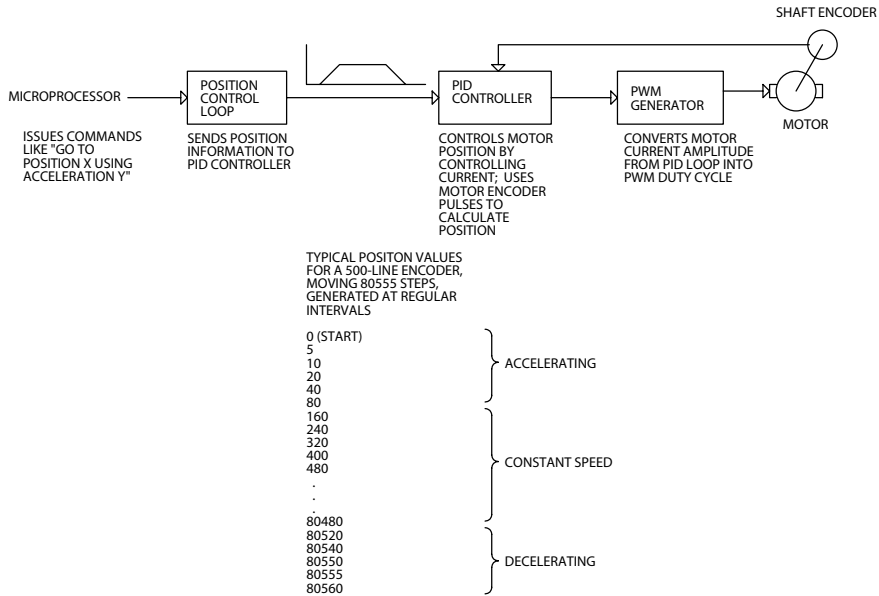 SHAFT ENCODER
MICROPROCESSOR
POSITION
CONTROL
LOOP
PID
CONTROLLER
PWM
GENERATOR
MOTOR
ISSUES COMMANDS
LIKE "GO TO
POSITION X USING
ACCELERATION Y"
SENDS POSITION
INFORMATION TO
PID CONTROLLER
CONTROLS MOTOR
POSITION BY
CONTROLLING
CURRENT; USES
MOTOR ENCODER
PULSES TO
CALCULATE
POSITION
CONVERTS MOTOR
CURRENT AMPLITUDE
FROM PID LOOP INTO
PWM DUTY CYCLE
TYPICAL POSITON VALUES
FOR A 500-LINE ENCODER,
MOVING 80555 STEPS,
GENERATED AT REGULAR
INTERVALS
0 (START)
5
10
20
40
80
ACCELERATING
160
240
320
400
480
.
.
.
80480
CONSTANT SPEED
80520
80540
80550
80555
80560
DECELERATING